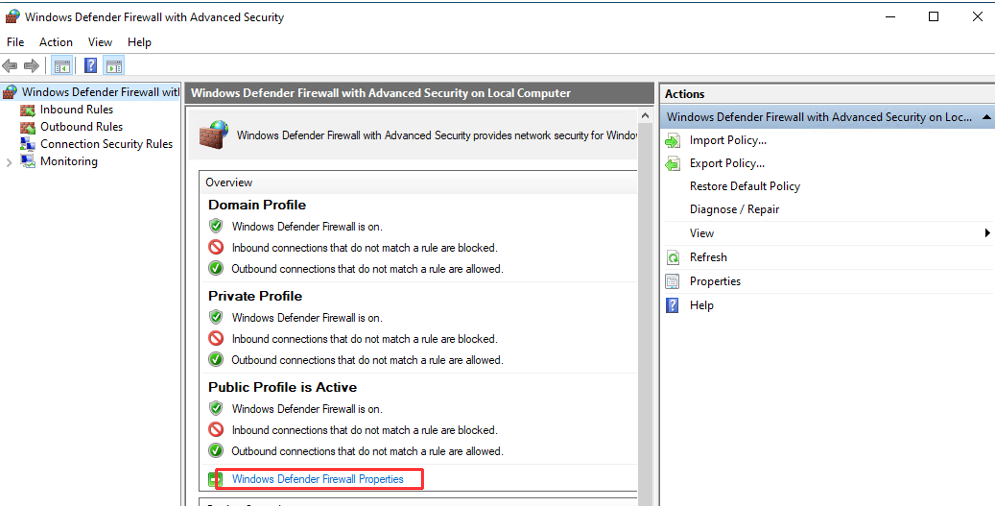 Windows Defender Firewall with Advanced Security
File Action View Help
Windows Defender Firewall wit
Inbound Rules
Outbound Rules
Connection Security Rules
Monitoring
Windows Defender Firewall with Advanced Security on Local Computer
Windows Defender Firewall with Advanced Security provides network security for Windo
Overview
Domain Profile
Windows Defender Firewall is on.
Inbound connections that do not match a rule are blocked.
Outbound connections that do not match a rule are allowed.
Private Profile
Windows Defender Firewall is on.
Inbound connections that do not match a rule are blocked.
Outbound connections that do not match a rule are allowed.
Public Profile is Active
Windows Defender Firewall is on.
Inbound connections that do not match a rule are blocked.
Outbound connections that do not match a rule are allowed.
Windows Defender Firewall Properties
Actions
Windows Defender Firewall with Advanced Security on Loc...
Import Policy...
Export Policy...
Restore Default Policy
Diagnose / Repair
View
Refresh
Properties
Help